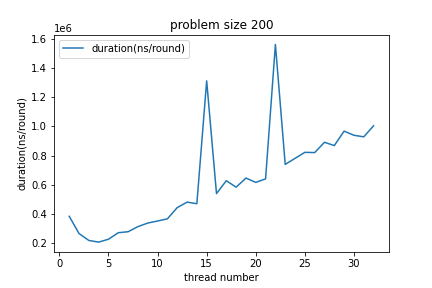 problem size 200
1e6
duration(ns/round)
1.6
1.4
1.2
1.0
0.8
0.6
0.4
0.2
duration(ns/round)
0 5 10 15 20 25 30
thread number